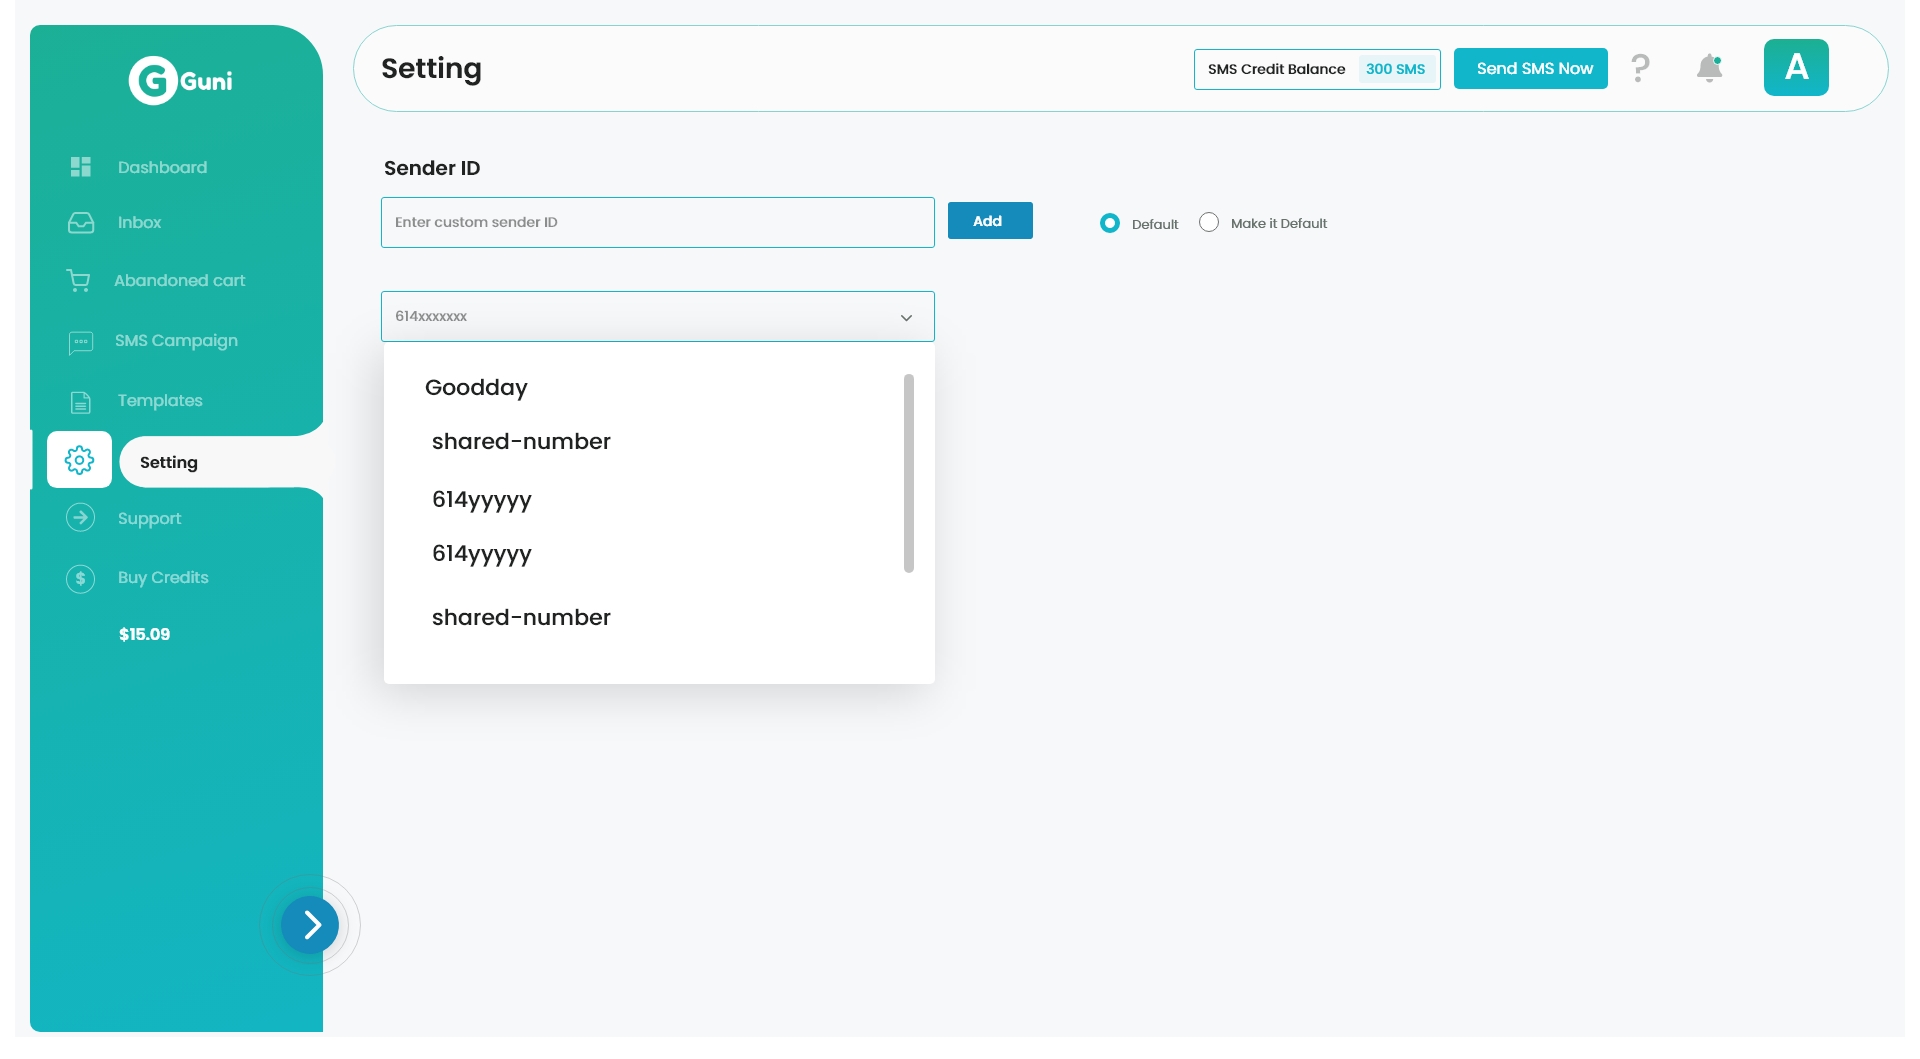 Guni
Dashboard
Inbox
Abandoned cart
SMS Campaign
Templates
Setting
Support
Buy Credits
$15.09
Setting
SMS Credit Balance 300 SMS
Send SMS Now
?
A
Sender ID
Enter custom sender ID
Add
Default
Make it Default
614xxxxxxx
Goodday
shared-number
614yyyyy
614yyyyy
shared-number